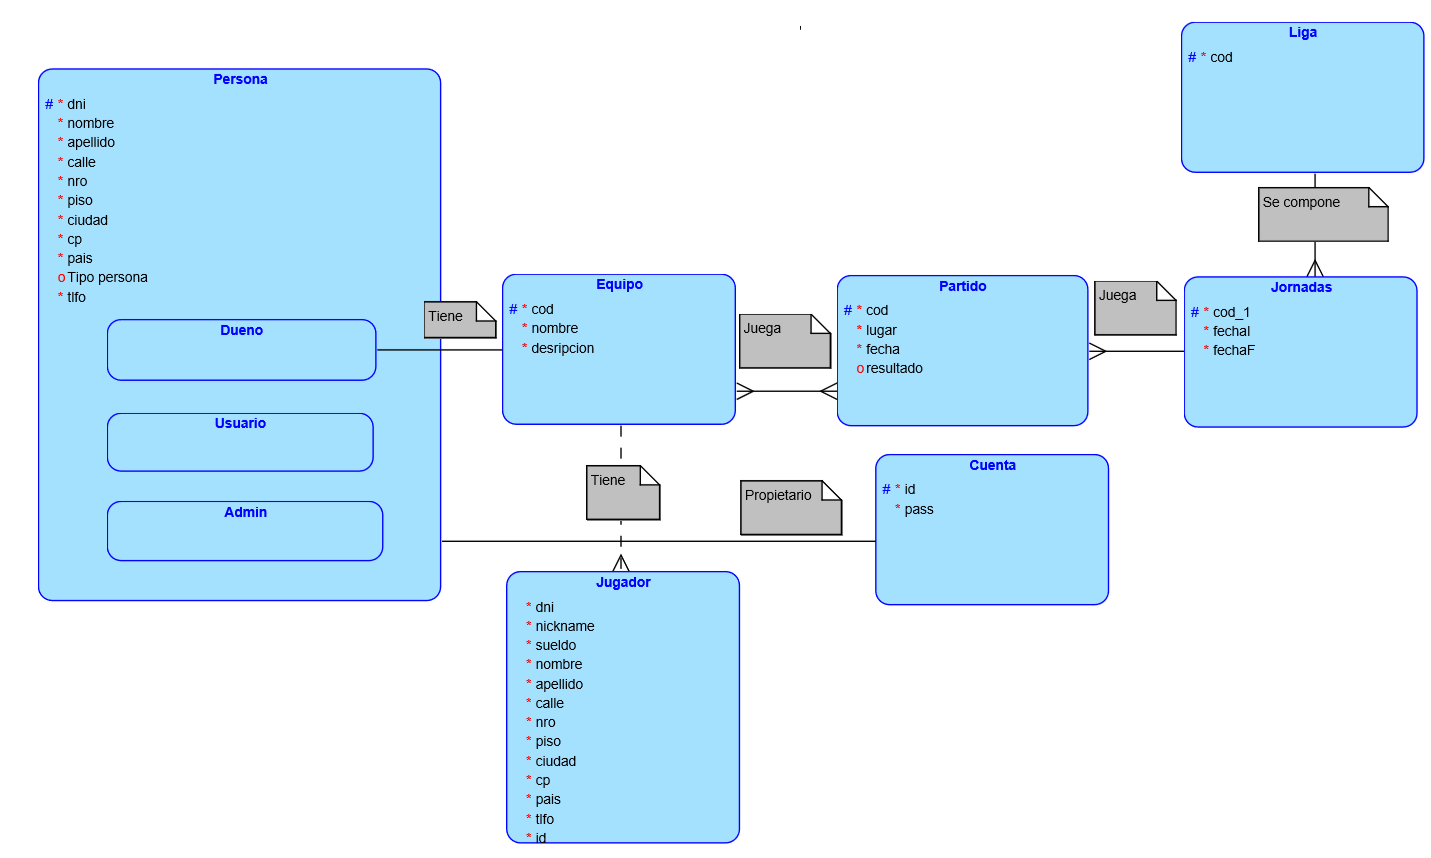 Persona
# * dni
* nombre
* apellido
* calle
* nro
* piso
* ciudad
* cp
* pais
o Tipo persona
* tlfo
Dueno
Usuario
Admin
Tiene
Equipo
# * cod
* nombre
* desripcion
Juega
Partido
# * cod
* lugar
* fecha
o resultado
Juega
Liga
# * cod
Se compone
Jornadas
# * cod_1
* fechaI
* fechaF
Tiene
Propietario
Cuenta
# * id
* pass
Jugador
* dni
* nickname
* sueldo
* nombre
* apellido
* calle
* nro
* piso
* ciudad
* cp
* pais
* tlfo
* id